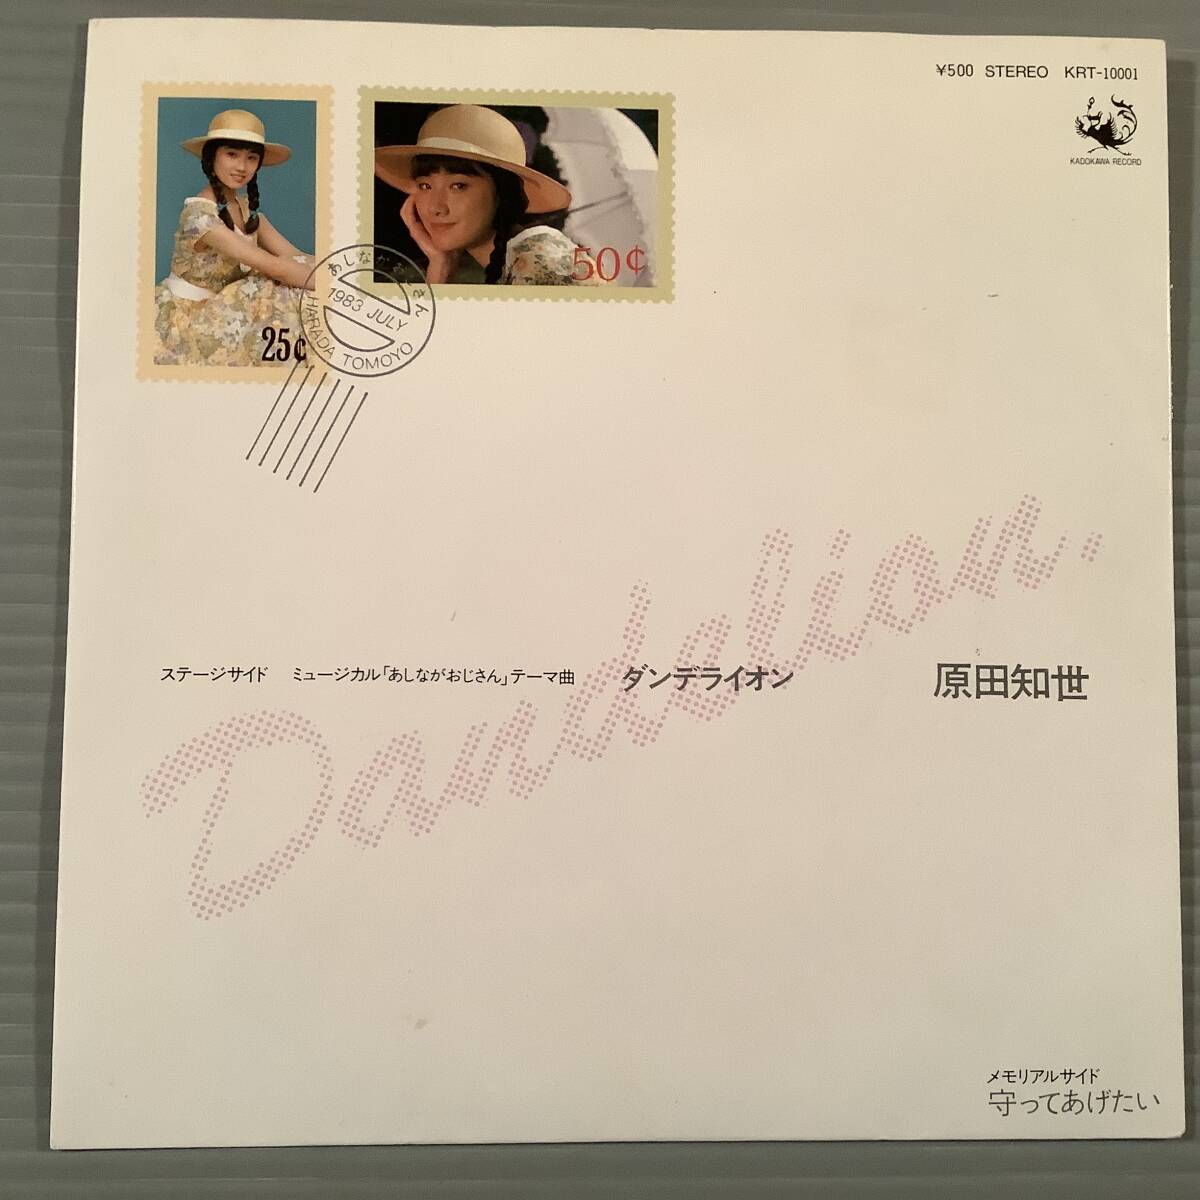 ¥500 STEREO KRT-10001
KADOKAWA RECORD
25¢
50¢
あしながおじさん
1983 JULY
HARADA TOMOYO
Dandelion.
ステージサイド ミュージカル「あしながおじさん」テーマ曲 ダンデライオン 原田知世
メモリアルサイド
守ってあげたい